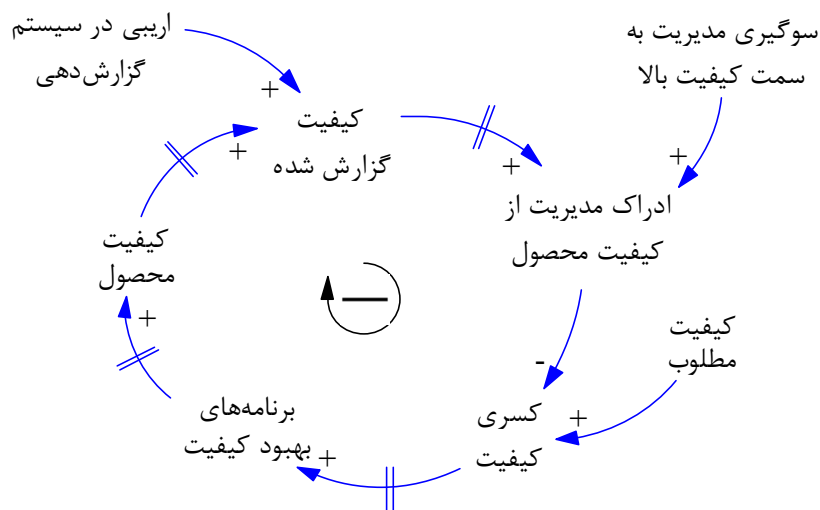 اریبی در سیستم
گزارش‌دهی
سوگیری مدیریت به
سمت کیفیت بالا
+
کیفیت
گزارش شده
+
+
+
ادراک مدیریت از
کیفیت محصول
کیفیت
محصول
+
کیفیت
مطلوب
-
کسری
کیفیت
+
برنامه‌های
بهبود کیفیت
+